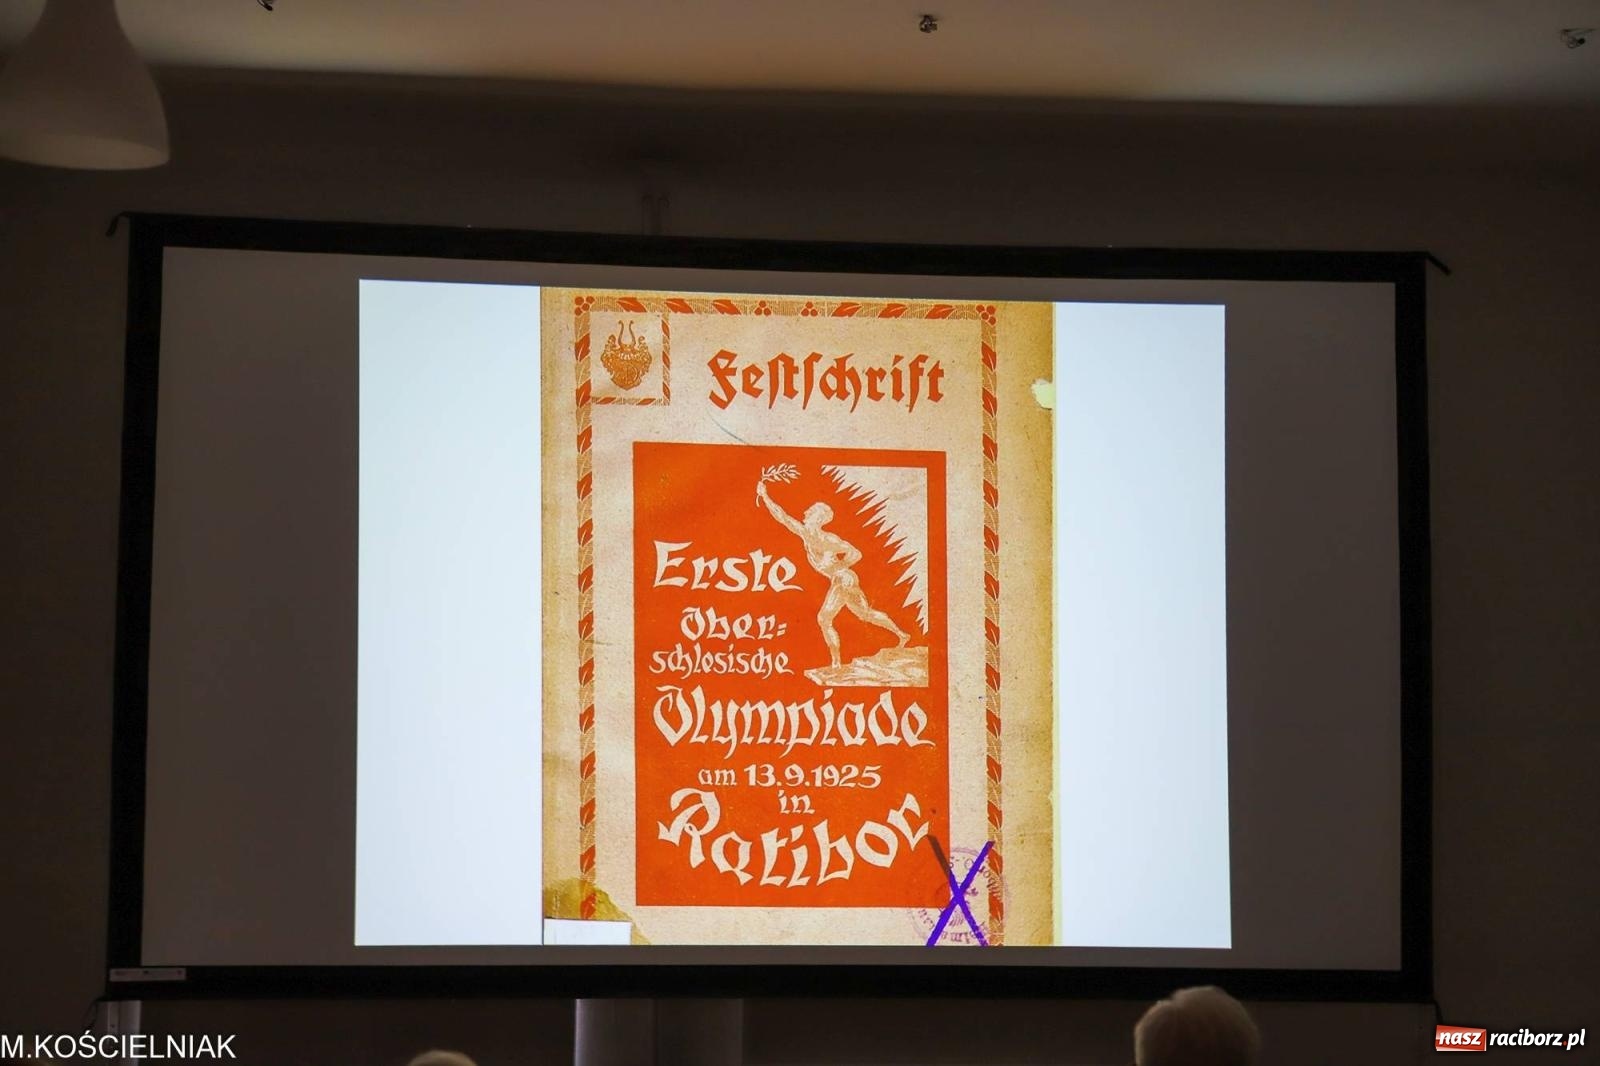 Festschrift
Erste
Ober=
schlesische
Olympiade
am 13.9.1925
in
Ratibor
M.KOŚCIELNIAK
nasz raciborz.pl